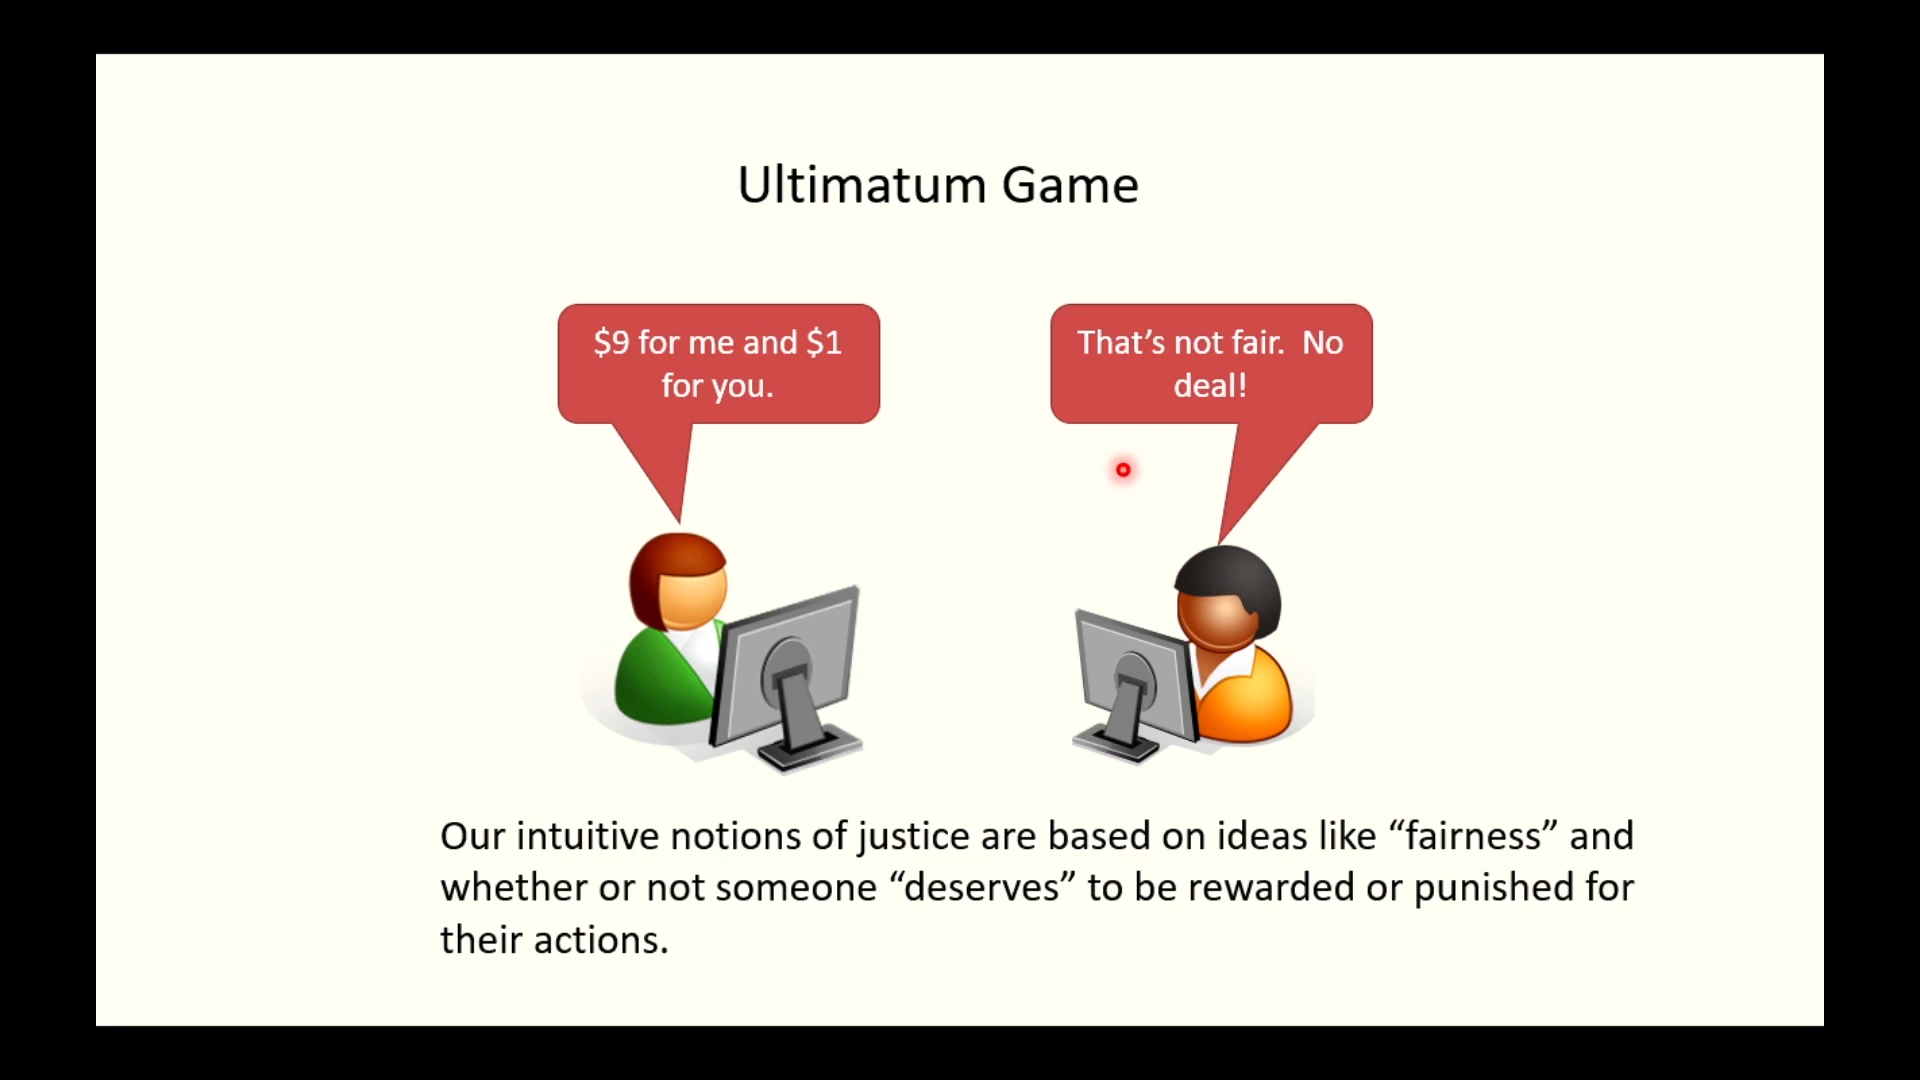 Ultimatum Game
$9 for me and $1
for you.
That’s not fair.  No
deal!
Our intuitive notions of justice are based on ideas like “fairness” and
whether or not someone “deserves” to be rewarded or punished for
their actions.